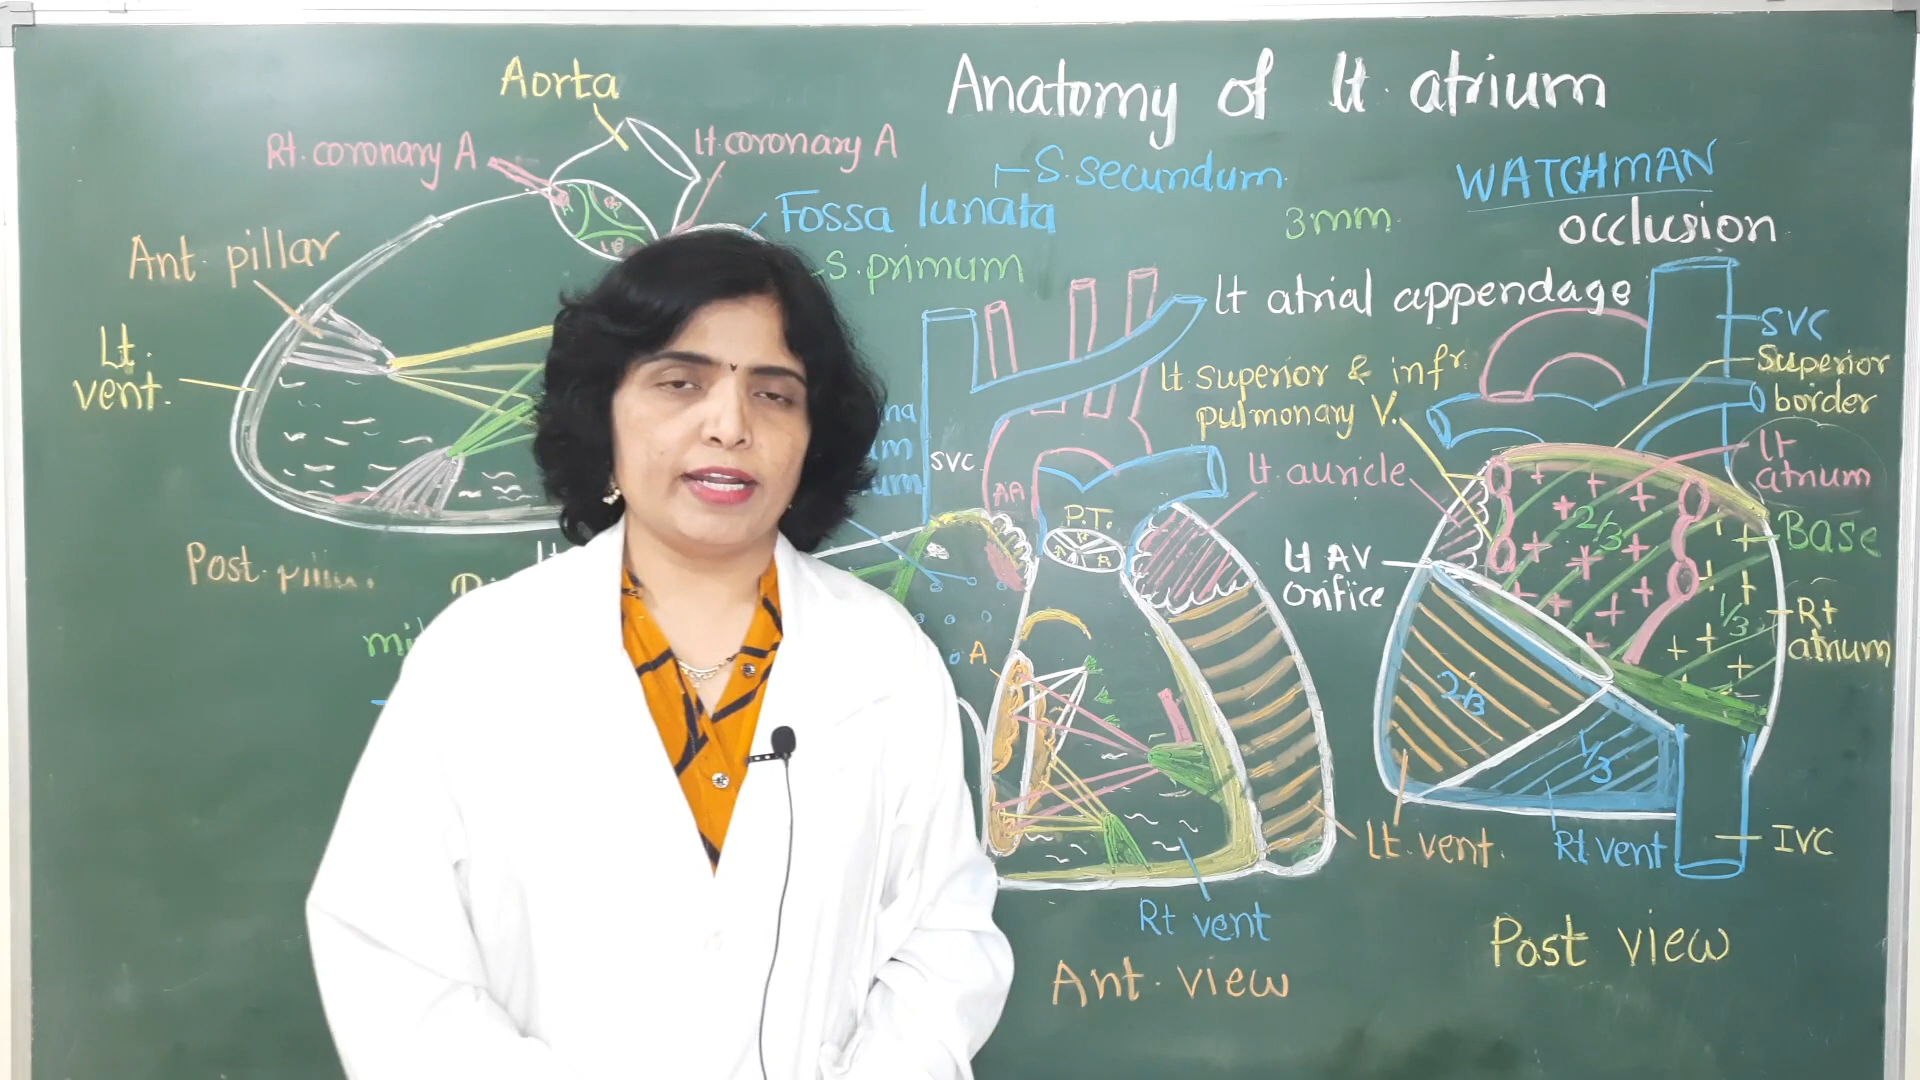 Anatomy of lt. atrium
Aorta
Rt. coronary A
lt coronary A
S. secundum
Fossa lunata
S. primum
Ant. pillar
Lt.
vent.
Post.
3mm
WATCHMAN
occlusion
lt atrial appendage
lt superior & infr
pulmonary V.
lt auricle
lt AV
orifice
SVC
AA
P.T.
A
Rt vent
Ant. view
SVC
Superior
border
lt
atrium
Base
Rt
atrium
2/3
1/3
2/3
1/3
Lt. vent.
Rt vent
IVC
Post view